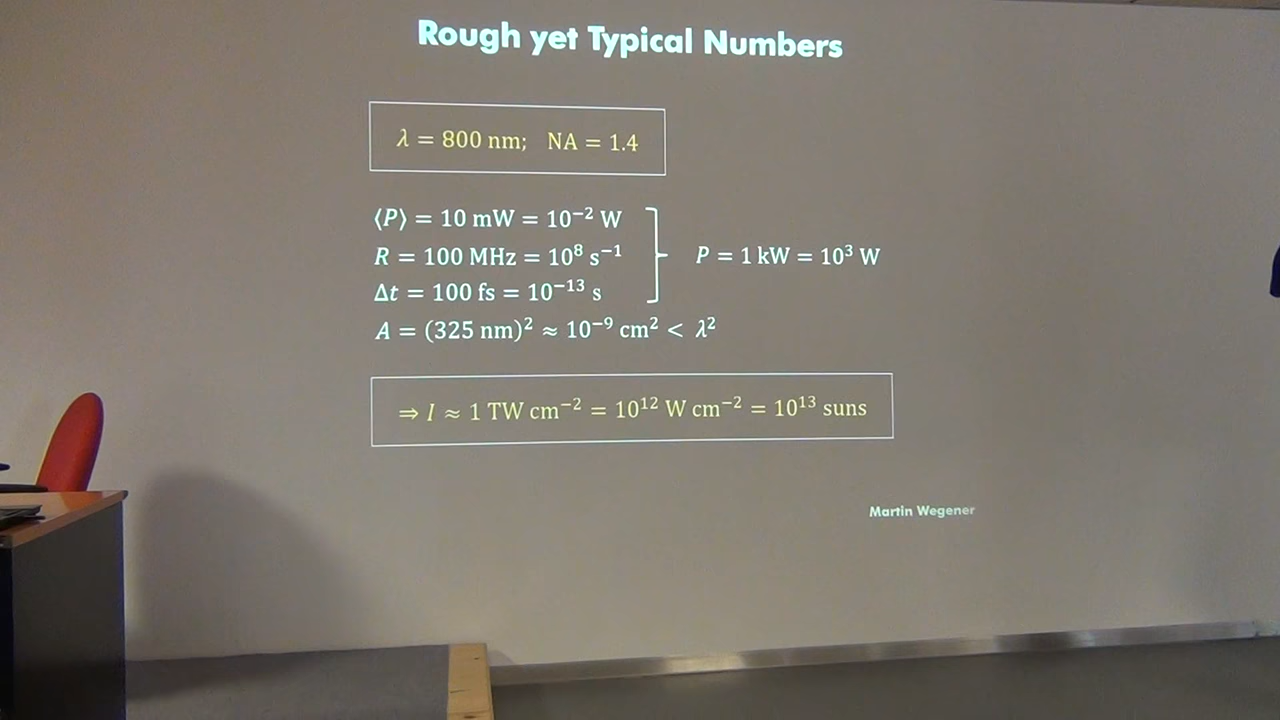 Rough yet Typical Numbers
λ = 800 nm; NA = 1.4
⟨P⟩ = 10 mW = 10⁻² W
R = 100 MHz = 10⁸ s⁻¹
P = 1 kW = 10³ W
Δt = 100 fs = 10⁻¹³ s
A = (325 nm)² ≈ 10⁻⁹ cm² < λ²
⇒ I ≈ 1 TW cm⁻² = 10¹² W cm⁻² = 10¹³ suns
Martin Wegener